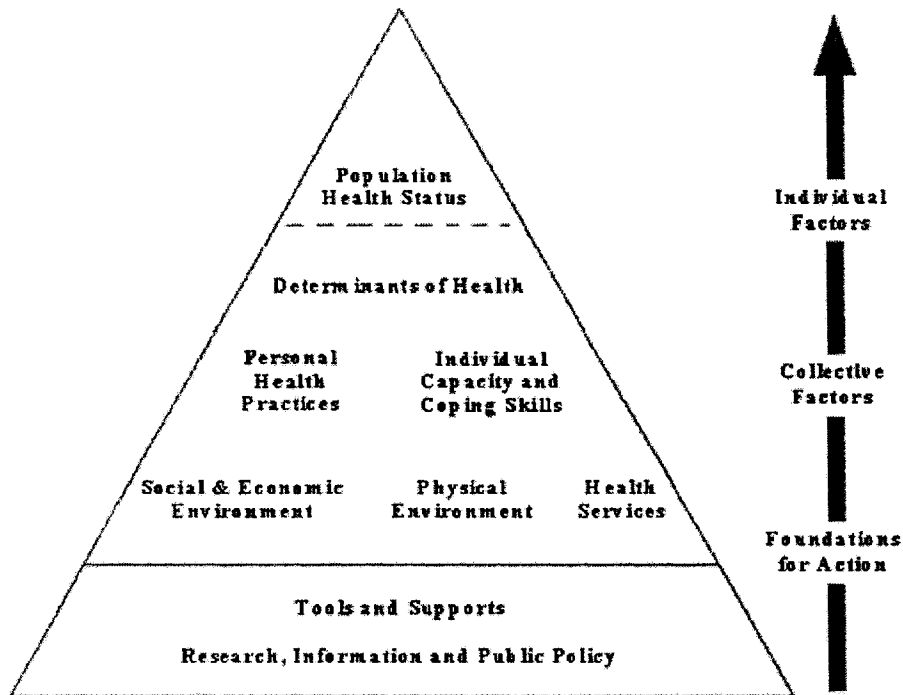 Population
Health Status
Individual
Factors
Determinants of Health
Personal
Health
Practices
Individual
Capacity and
Coping Skills
Collective
Factors
Social & Economic
Environment
Physical
Environment
Health
Services
Foundations
for Action
Tools and Supports
Research, Information and Public Policy